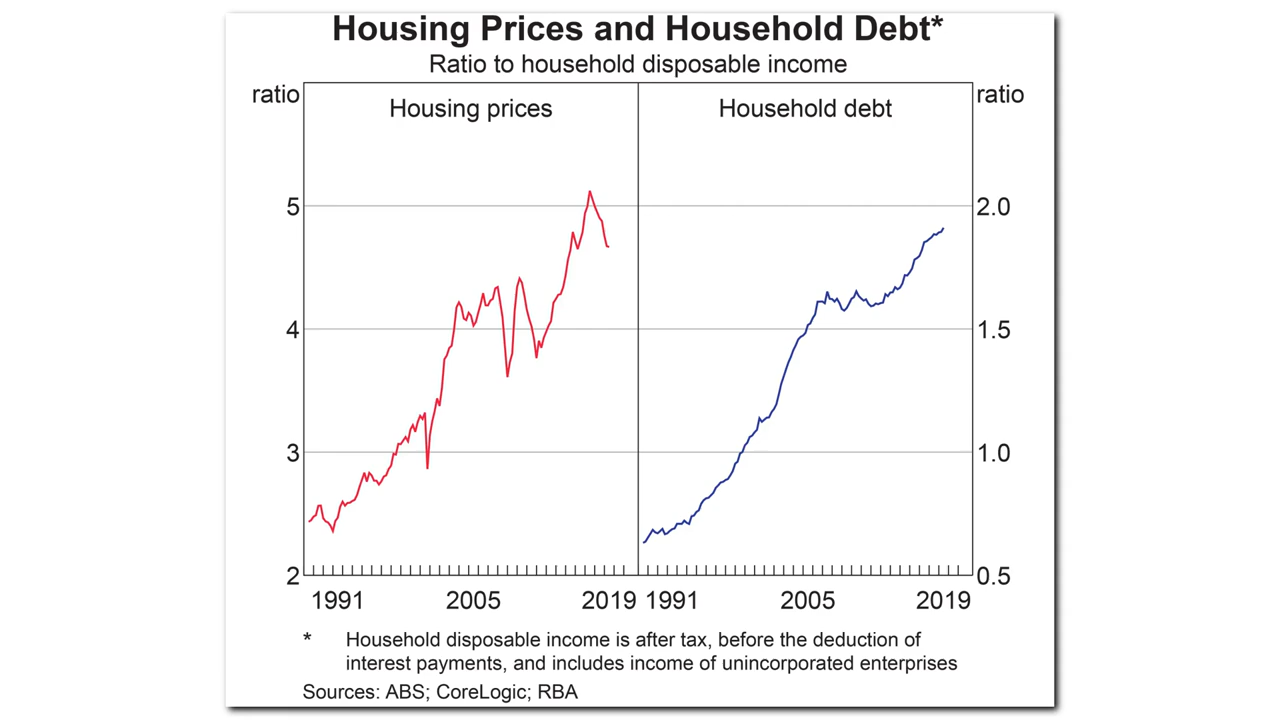 Housing Prices and Household Debt*
Ratio to household disposable income
ratio
Housing prices
Household debt
ratio
5
2.0
4
1.5
3
1.0
2
0.5
1991
2005
2019
1991
2005
2019
* Household disposable income is after tax, before the deduction of
interest payments, and includes income of unincorporated enterprises
Sources: ABS; CoreLogic; RBA